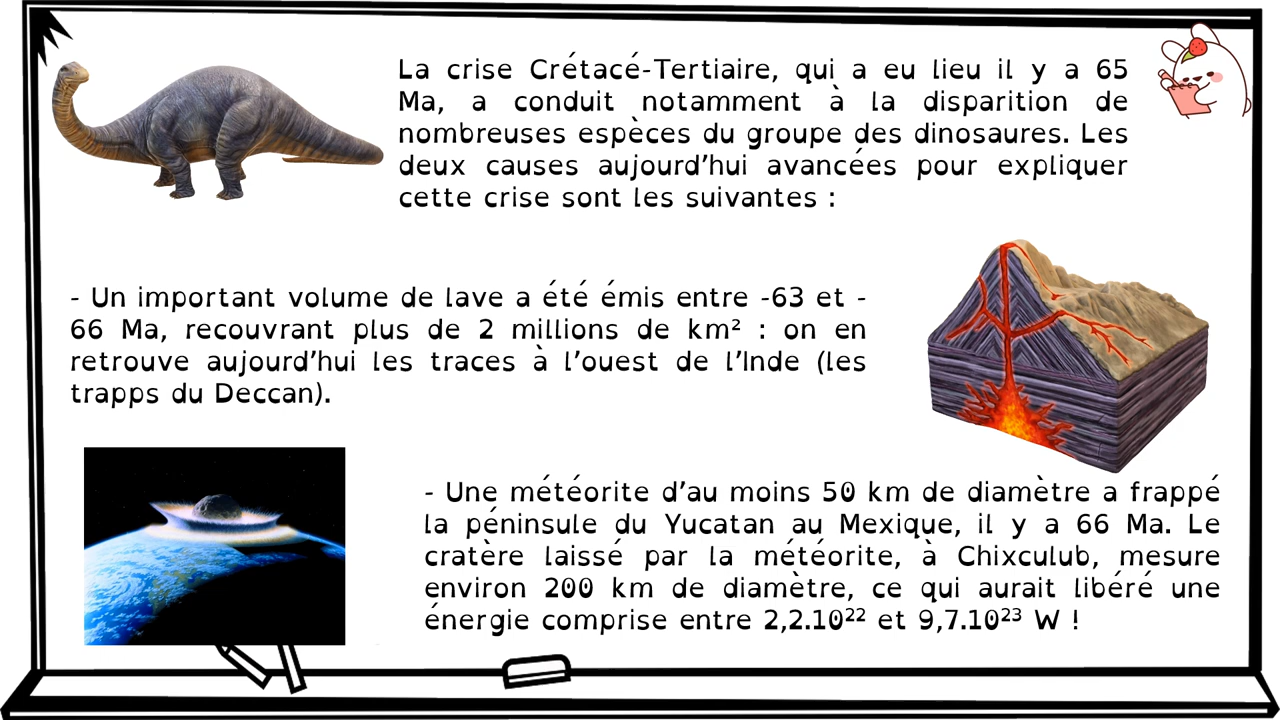 La crise Crétacé-Tertiaire, qui a eu lieu il y a 65
Ma, a conduit notamment à la disparition de
nombreuses espèces du groupe des dinosaures. Les
deux causes aujourd’hui avancées pour expliquer
cette crise sont les suivantes :
- Un important volume de lave a été émis entre -63 et -
66 Ma, recouvrant plus de 2 millions de km² : on en
retrouve aujourd’hui les traces à l’ouest de l’Inde (les
trapps du Deccan).
- Une météorite d’au moins 50 km de diamètre a frappé
la péninsule du Yucatan au Mexique, il y a 66 Ma. Le
cratère laissé par la météorite, à Chixculub, mesure
environ 200 km de diamètre, ce qui aurait libéré une
énergie comprise entre 2,2.10²² et 9,7.10²³ W !